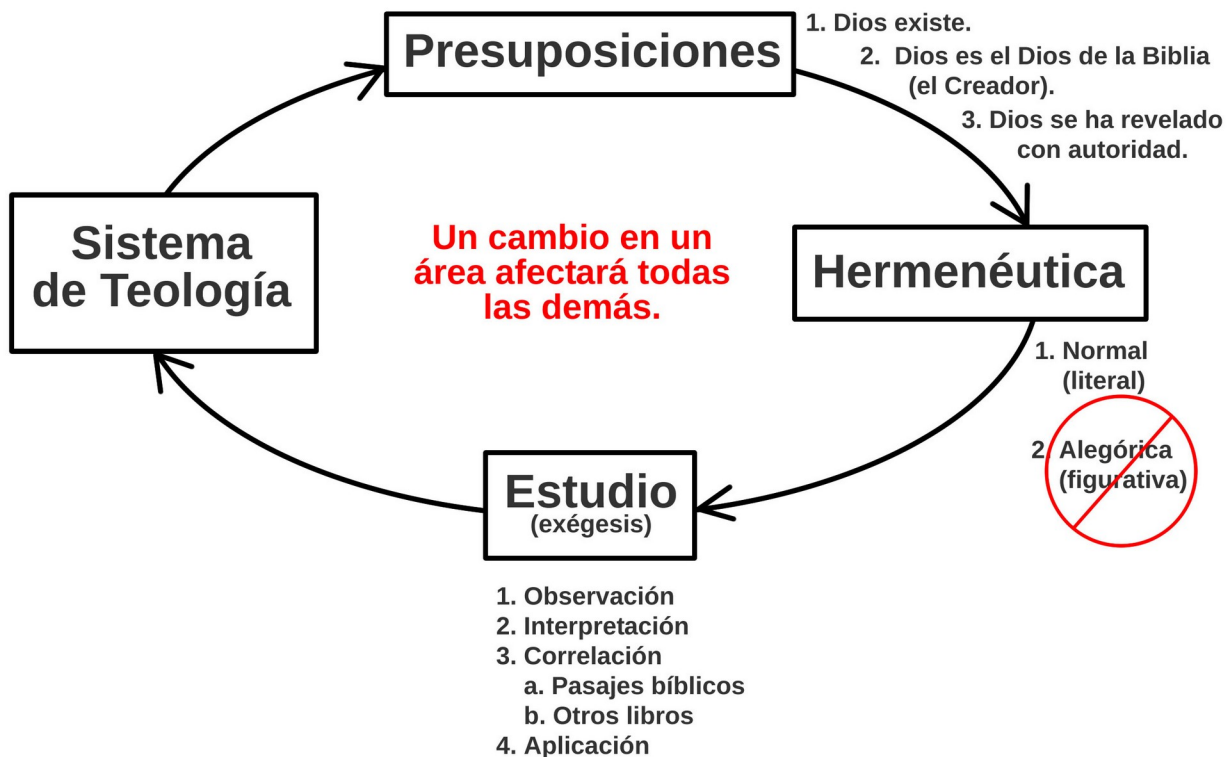 Presuposiciones
1. Dios existe.
2. Dios es el Dios de la Biblia
(el Creador).
3. Dios se ha revelado
con autoridad.
Hermenéutica
1. Normal
(literal)
2. Alegórica
(figurativa)
Estudio
(exégesis)
1. Observación
2. Interpretación
3. Correlación
a. Pasajes bíblicos
b. Otros libros
4. Aplicación
Sistema
de Teología
Un cambio en un
área afectará todas
las demás.